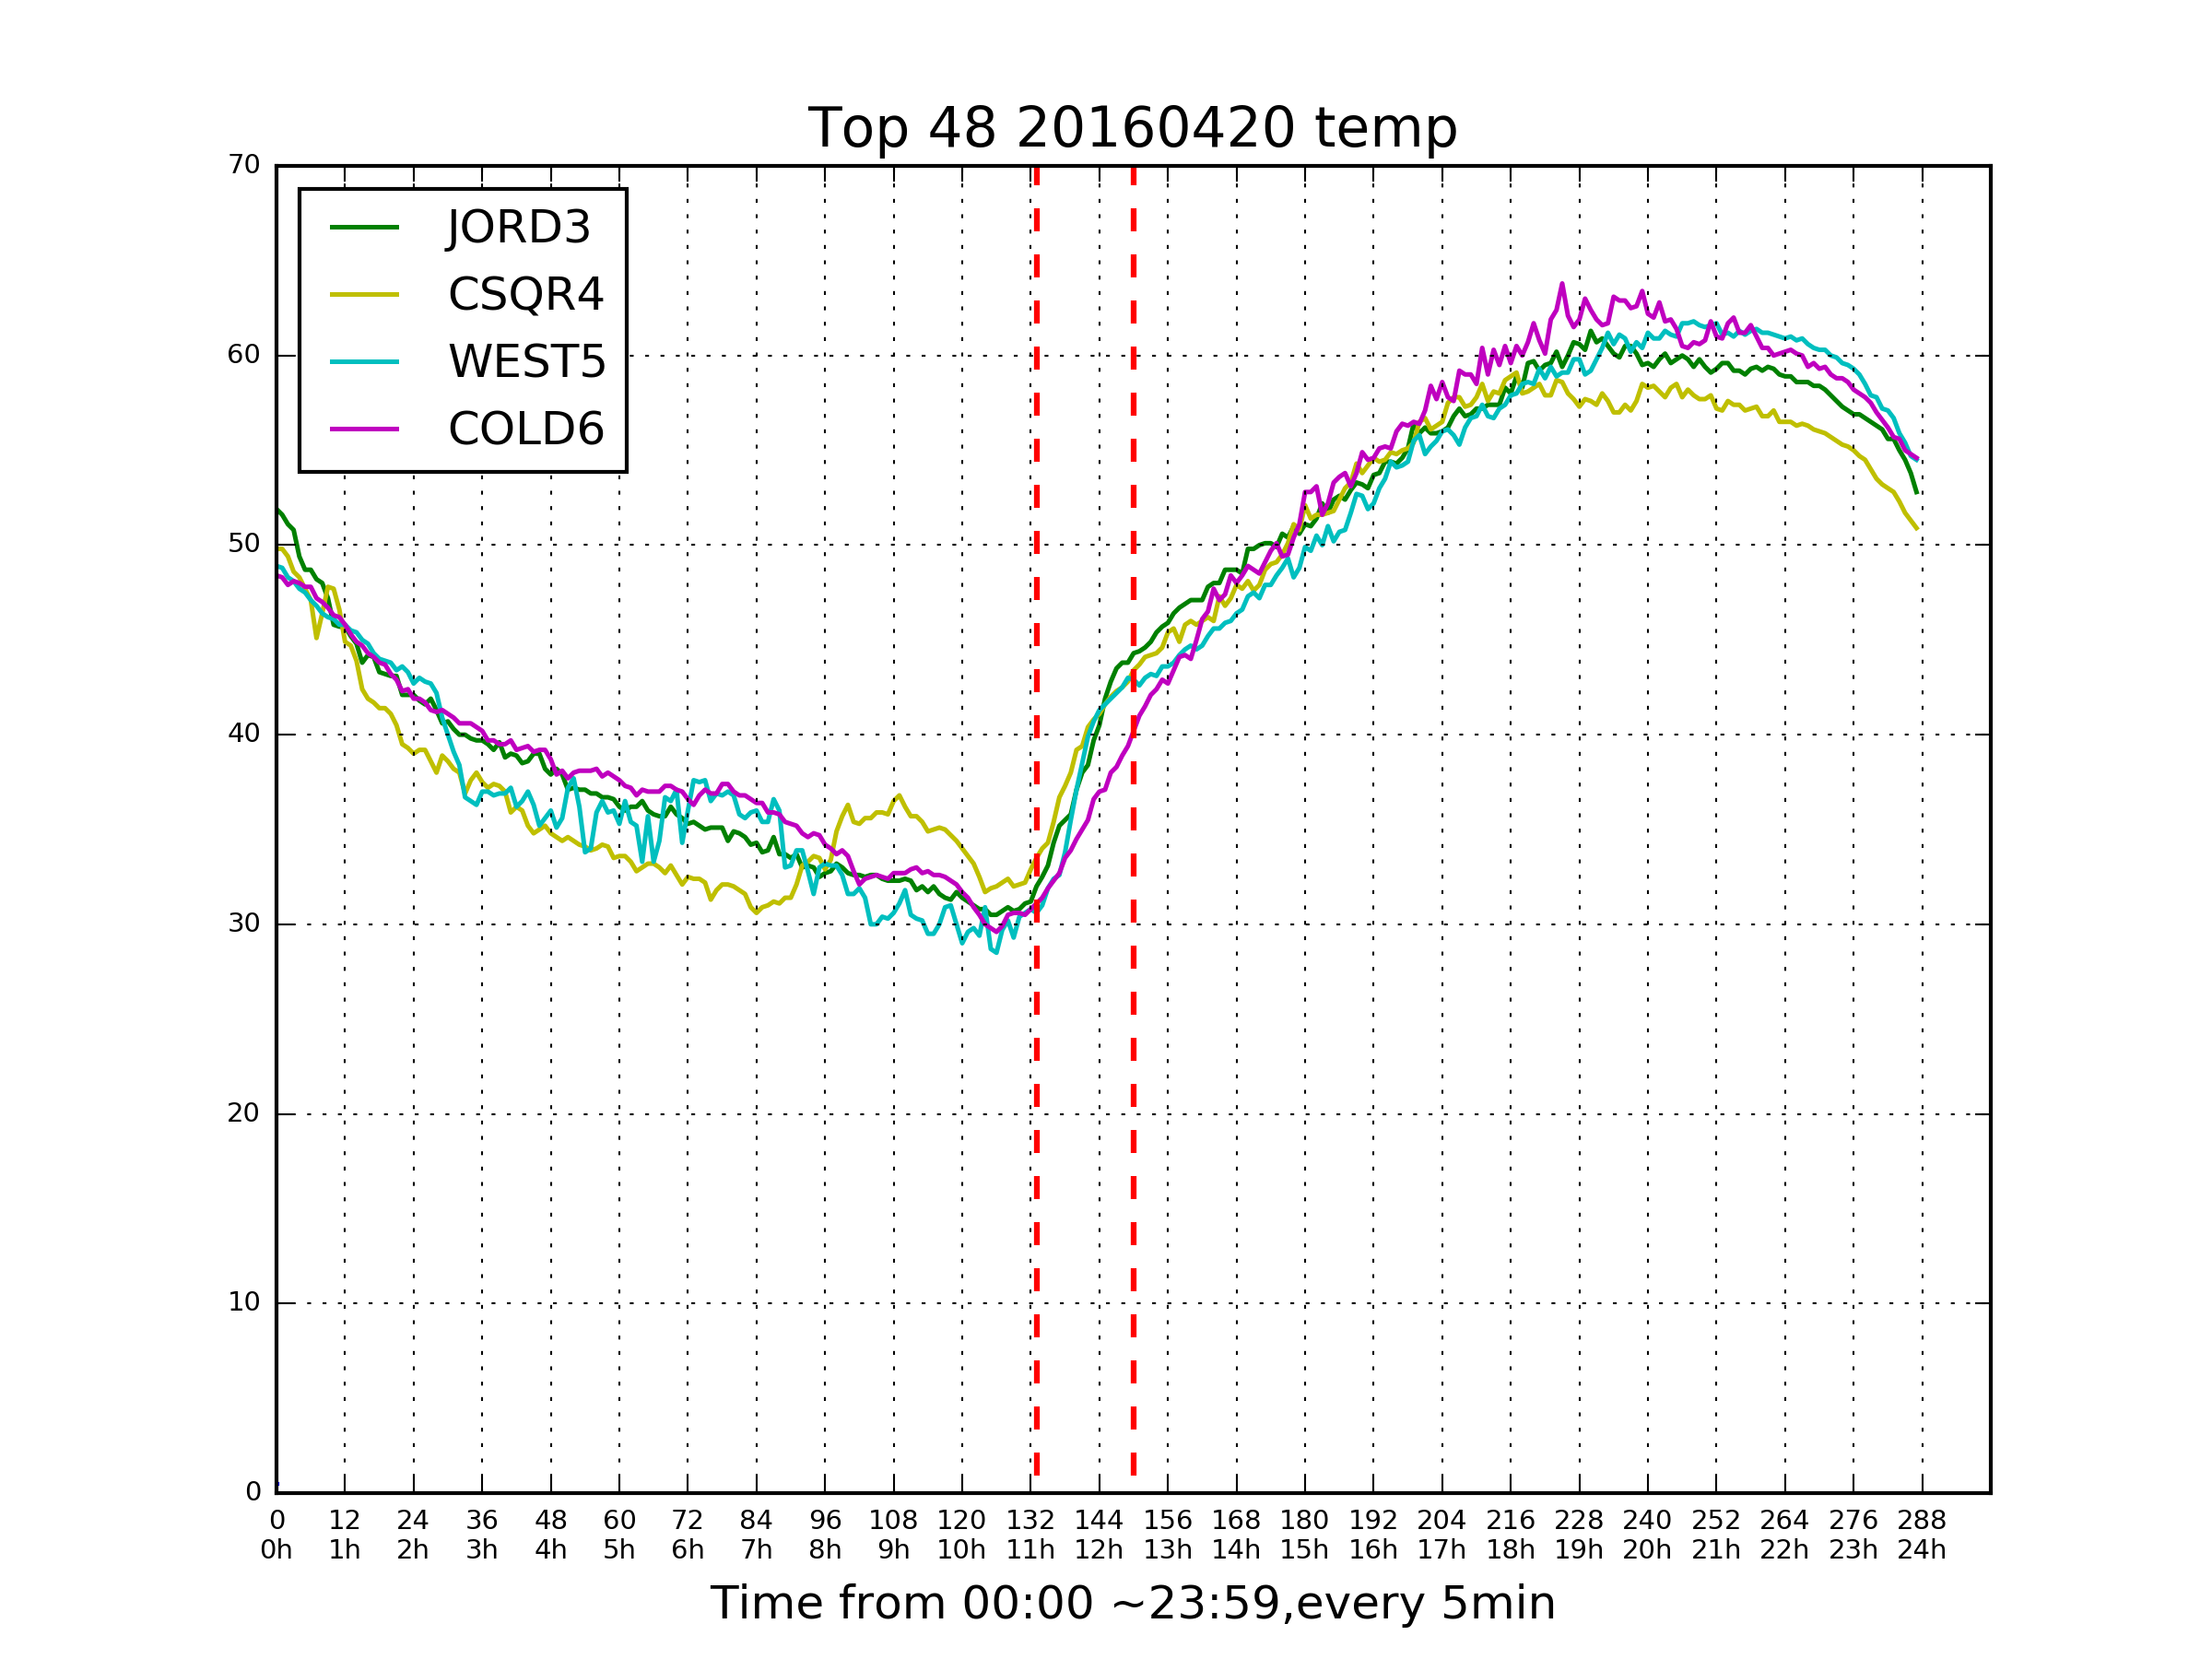 Top 48 20160420 temp
70
60
50
40
30
20
10
0
JORD3
CSQR4
WEST5
COLD6
0 12 24 36 48 60 72 84 96 108 120 132 144 156 168 180 192 204 216 228 240 252 264 276 288
0h 1h 2h 3h 4h 5h 6h 7h 8h 9h 10h 11h 12h 13h 14h 15h 16h 17h 18h 19h 20h 21h 22h 23h 24h
Time from 00:00 ~23:59,every 5min